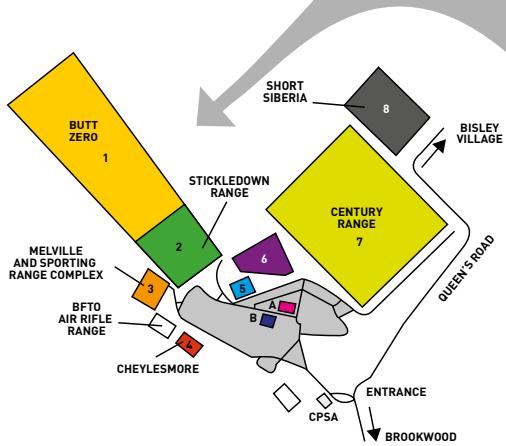 SHORT
SIBERIA
8
BUTT
ZERO
1
BISLEY
VILLAGE
STICKLEDOWN
RANGE
CENTURY
RANGE
7
2
6
MELVILLE
AND SPORTING
RANGE COMPLEX
3
5
QUEEN'S ROAD
A
B
BFTO
AIR RIFLE
RANGE
4
CHEYLESMORE
ENTRANCE
CPSA
BROOKWOOD